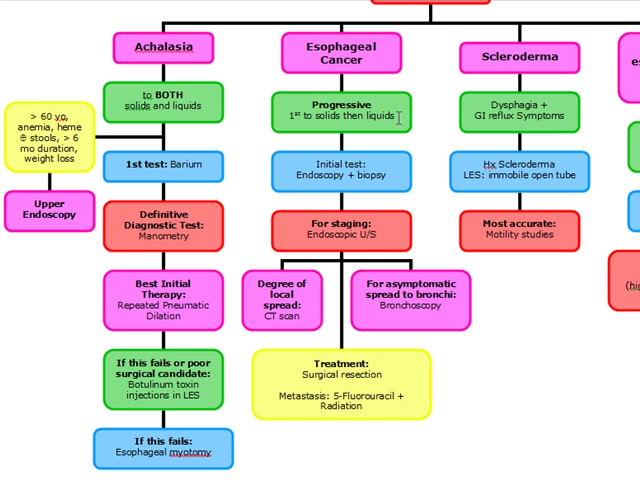 Achalasia
to BOTH
solids and liquids
> 60 yo,
anemia, heme
⊕ stools, > 6
mo duration,
weight loss
Upper
Endoscopy
1st test: Barium
Definitive
Diagnostic Test:
Manometry
Best Initial
Therapy:
Repeated Pneumatic
Dilation
If this fails or poor
surgical candidate:
Botulinum toxin
injections in LES
If this fails:
Esophageal myotomy
Esophageal
Cancer
Progressive
1st to solids then liquids
Initial test:
Endoscopy + biopsy
For staging:
Endoscopic U/S
Degree of
local
spread:
CT scan
For asymptomatic
spread to bronchi:
Bronchoscopy
Treatment:
Surgical resection
Metastasis: 5-Fluorouracil +
Radiation
Scleroderma
Dysphagia +
GI reflux Symptoms
Hx Scleroderma
LES: immobile open tube
Most accurate:
Motility studies